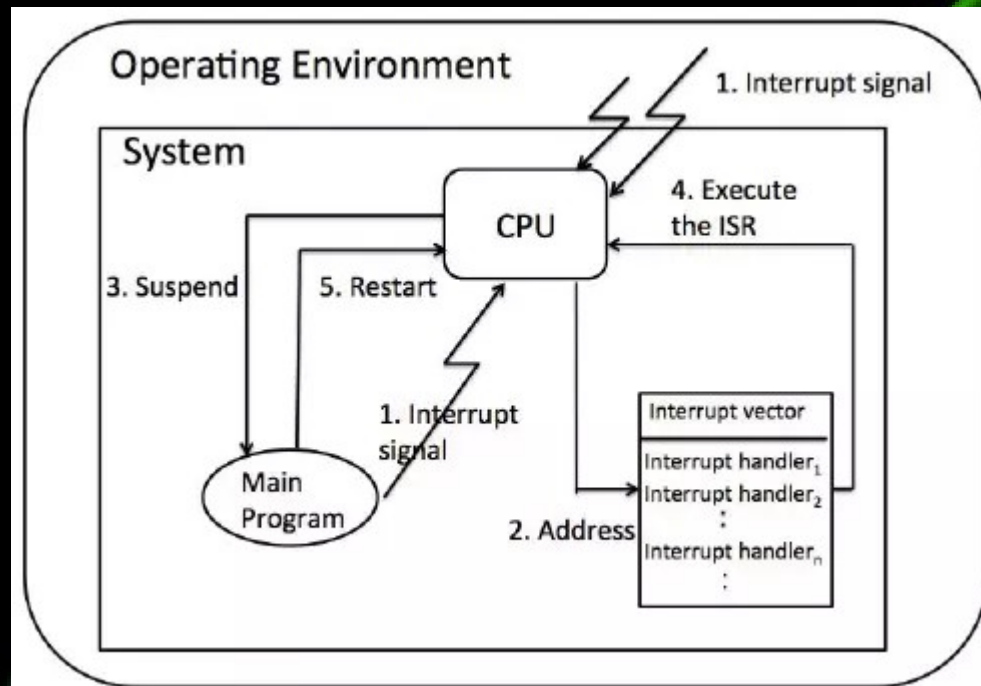 Operating Environment
1. Interrupt signal
System
CPU
4. Execute
the ISR
3. Suspend
5. Restart
1. Interrupt
signal
Main
Program
2. Address
Interrupt vector
Interrupt handler₁
Interrupt handler₂
⋮
Interrupt handlerₙ
⋮